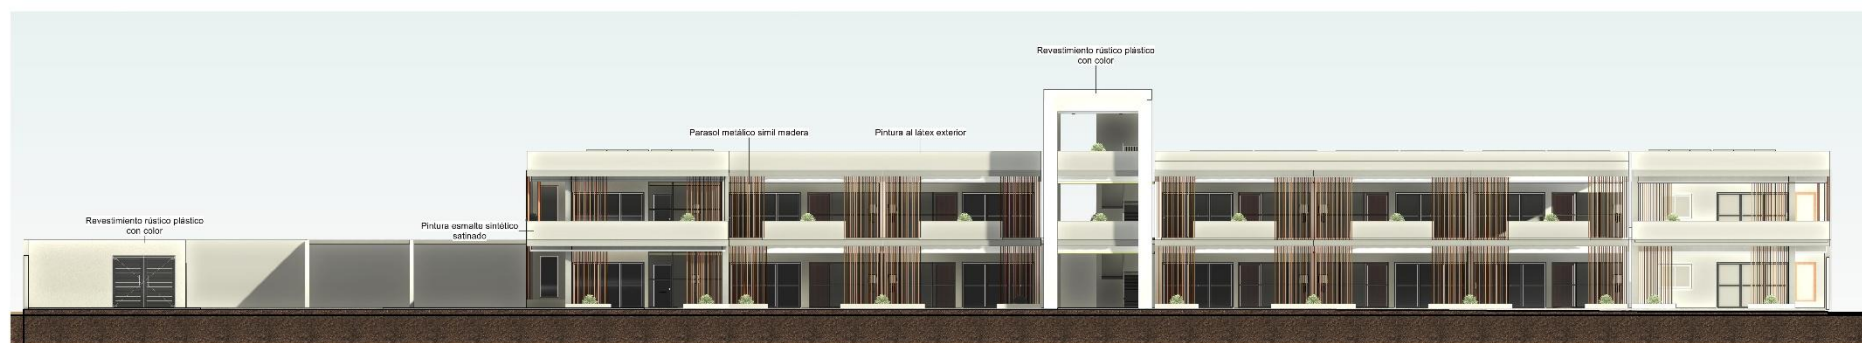 Revestimiento rústico plástico
con color
Parasol metálico simil madera
Pintura al látex exterior
Revestimiento rústico plástico
con color
Pintura esmalte sintético
satinado